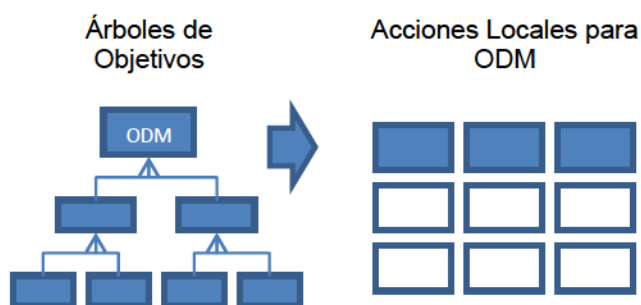 Árboles de
Objetivos
Acciones Locales para
ODM
ODM